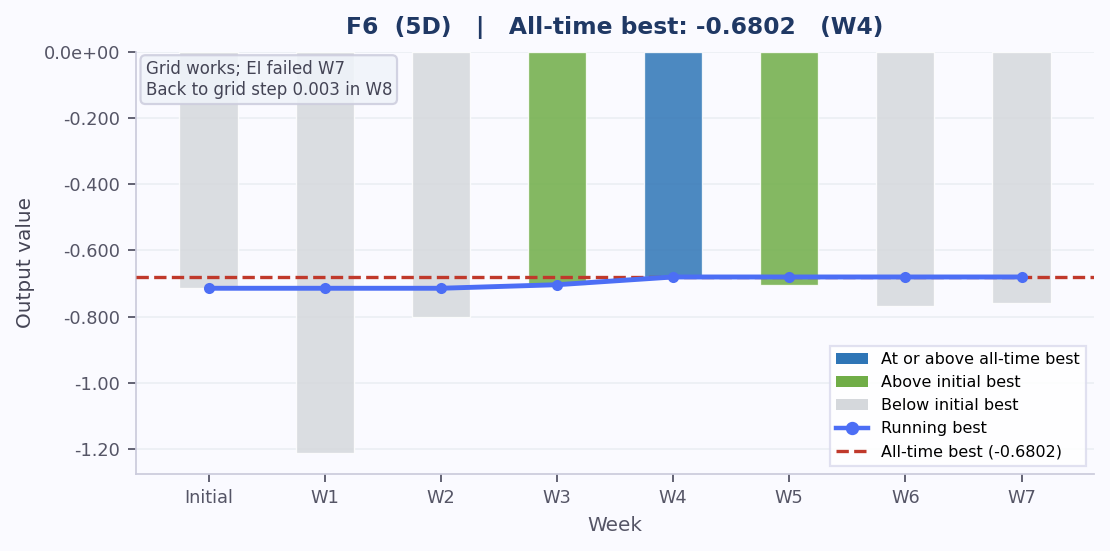 F6  (5D)   |   All-time best: -0.6802   (W4)
Output value
0.0e+00
-0.200
-0.400
-0.600
-0.800
-1.00
-1.20
Grid works; EI failed W7
Back to grid step 0.003 in W8
At or above all-time best
Above initial best
Below initial best
Running best
All-time best (-0.6802)
Initial
W1
W2
W3
W4
W5
W6
W7
Week